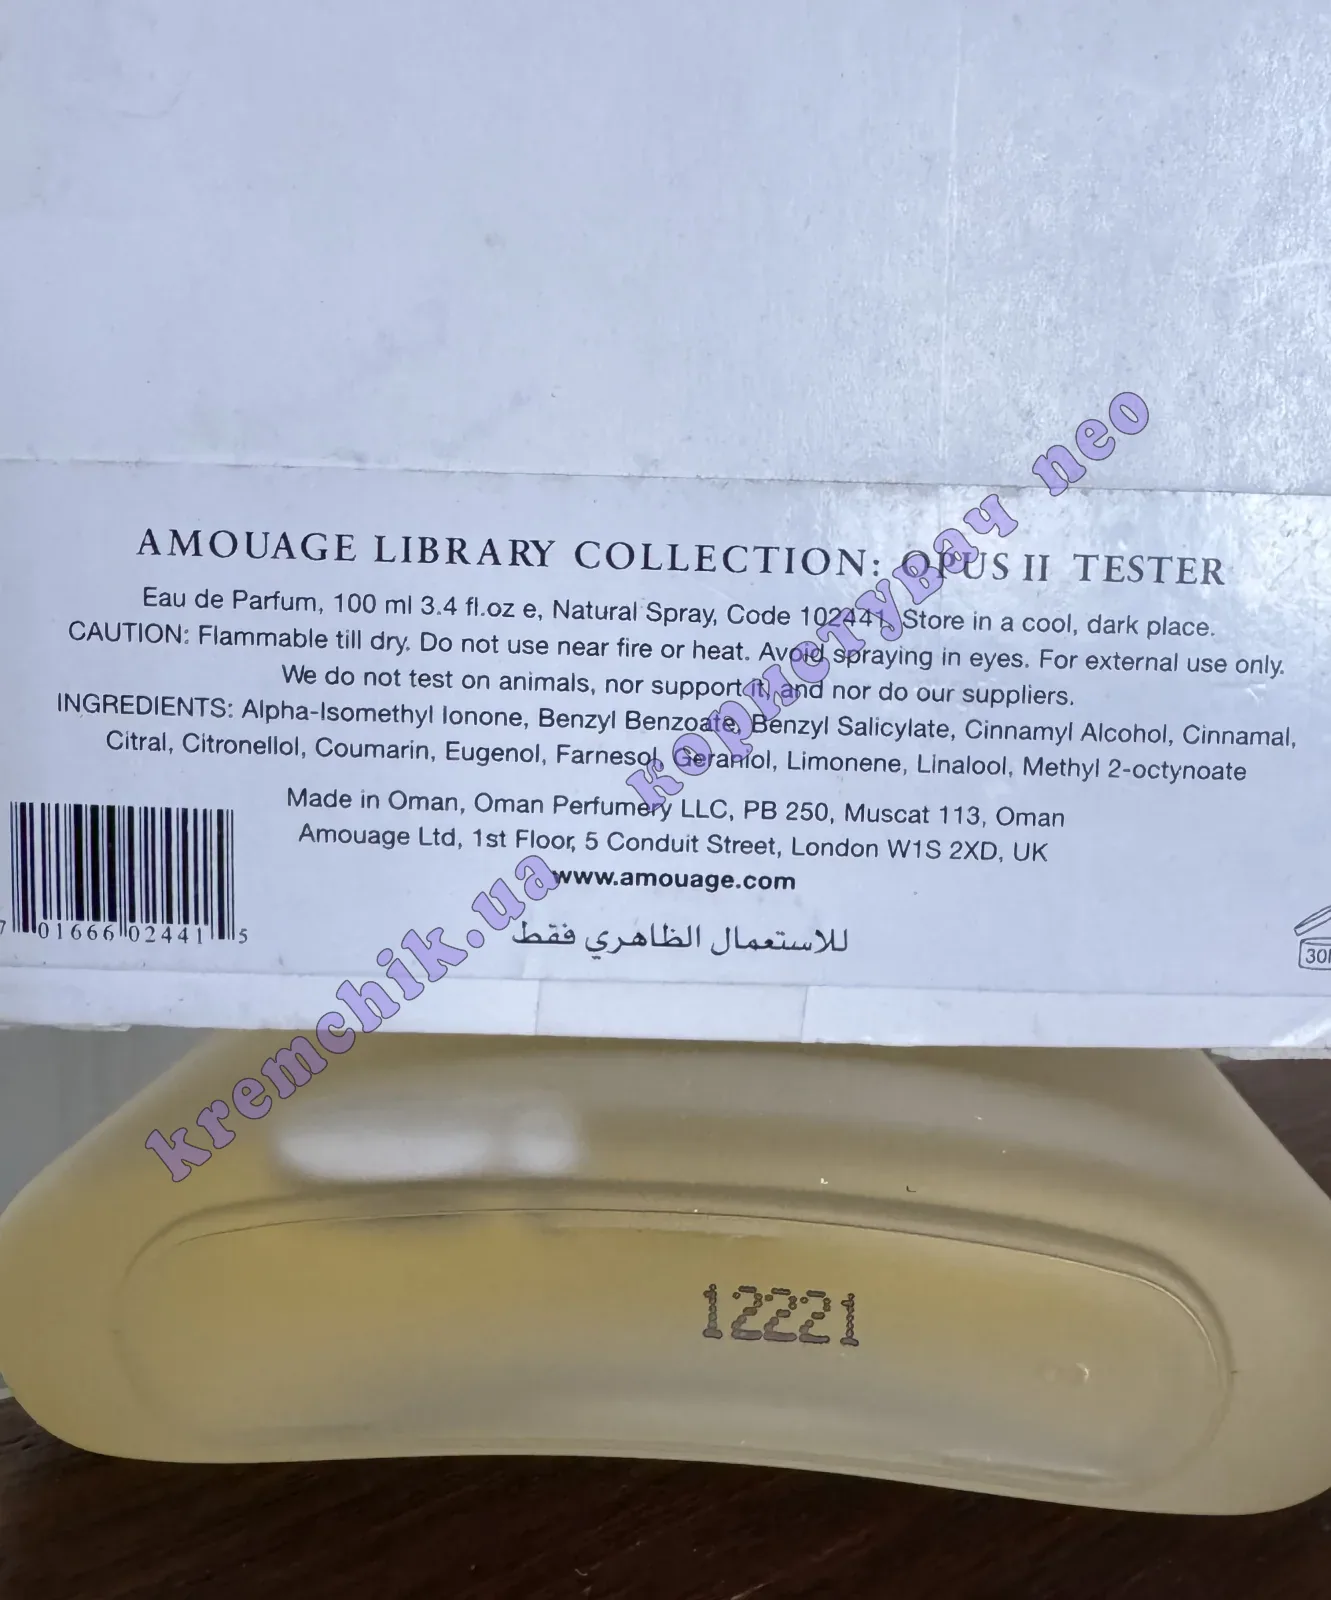 AMOUAGE LIBRARY COLLECTION: OPUS II TESTER
Eau de Parfum, 100 ml 3.4 fl.oz e, Natural Spray, Code 102441, Store in a cool, dark place.
CAUTION: Flammable till dry. Do not use near fire or heat. Avoid spraying in eyes. For external use only.
We do not test on animals, nor support it, and nor do our suppliers.
INGREDIENTS: Alpha-Isomethyl Ionone, Benzyl Benzoate, Benzyl Salicylate, Cinnamyl Alcohol, Cinnamal,
Citral, Citronellol, Coumarin, Eugenol, Farnesol, Geraniol, Limonene, Linalool, Methyl 2-octynoate
Made in Oman, Oman Perfumery LLC, PB 250, Muscat 113, Oman
Amouage Ltd, 1st Floor, 5 Conduit Street, London W1S 2XD, UK
www.amouage.com
للاستعمال الظاهري فقط
7 01666 02441 5
12221
kremchik.ua користувач neo